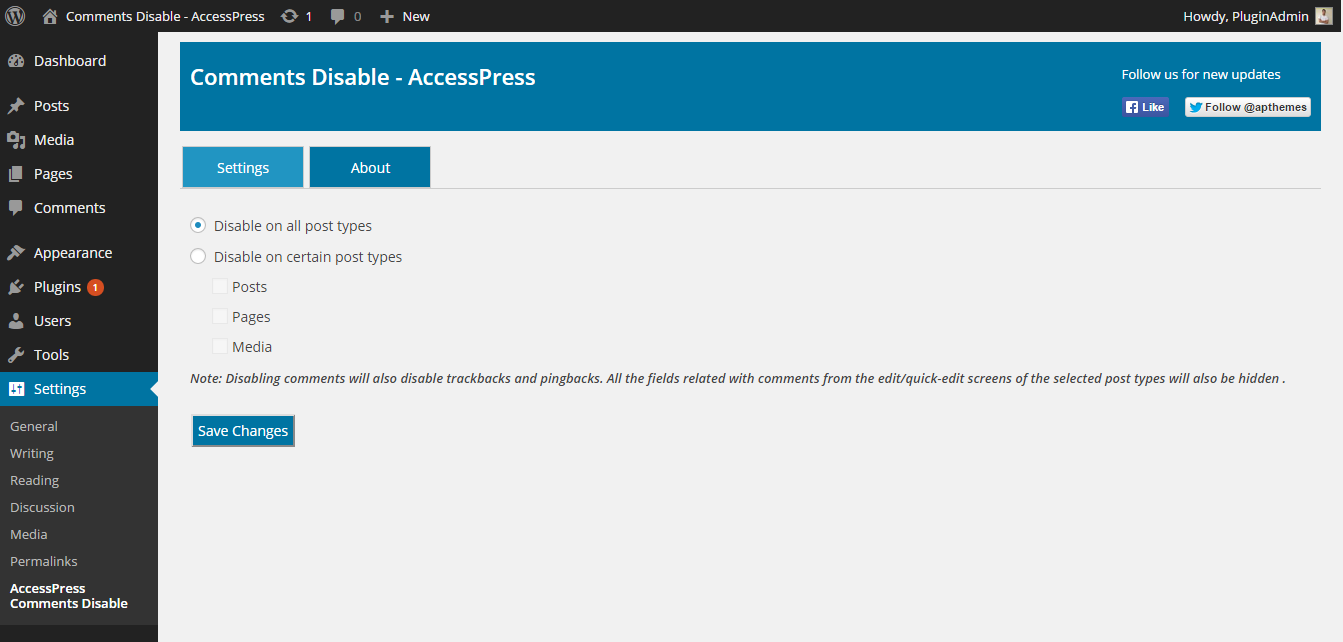 Comments Disable - AccessPress 1 0 New Howdy, PluginAdmin
Dashboard
Posts
Media
Pages
Comments
Appearance
Plugins 1
Users
Tools
Settings
General
Writing
Reading
Discussion
Media
Permalinks
AccessPress
Comments Disable
Comments Disable - AccessPress
Follow us for new updates
Like Follow @apthemes
Settings About
Disable on all post types
Disable on certain post types
Posts
Pages
Media
Note: Disabling comments will also disable trackbacks and pingbacks. All the fields related with comments from the edit/quick-edit screens of the selected post types will also be hidden .
Save Changes